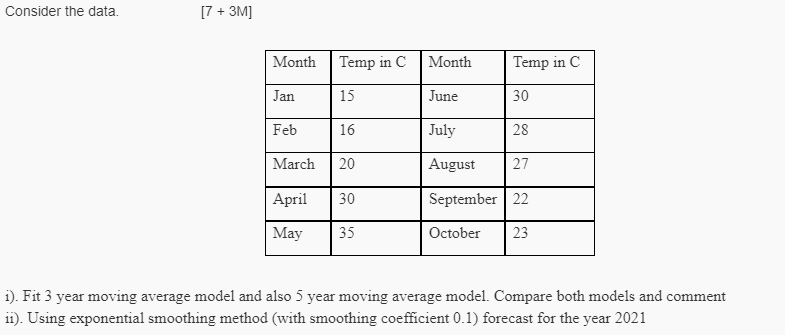 Consider the data. [7 + 3M]
Month Temp in C Month Temp in C
Jan 15 June 30
Feb 16 July 28
March 20 August 27
April 30 September 22
May 35 October 23
i). Fit 3 year moving average model and also 5 year moving average model. Compare both models and comment
ii). Using exponential smoothing method (with smoothing coefficient 0.1) forecast for the year 2021